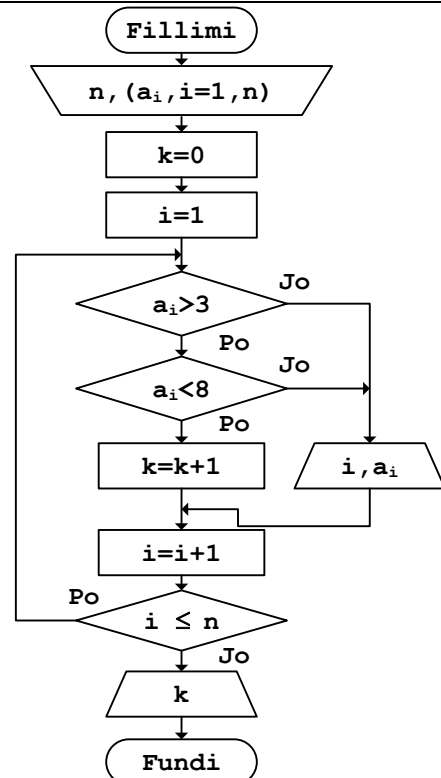 Fillimi
n,(aᵢ,i=1,n)
k=0
i=1
Jo
aᵢ>3
Po
Jo
aᵢ<8
Po
k=k+1
i,aᵢ
i=i+1
Po
i ≤ n
Jo
k
Fundi